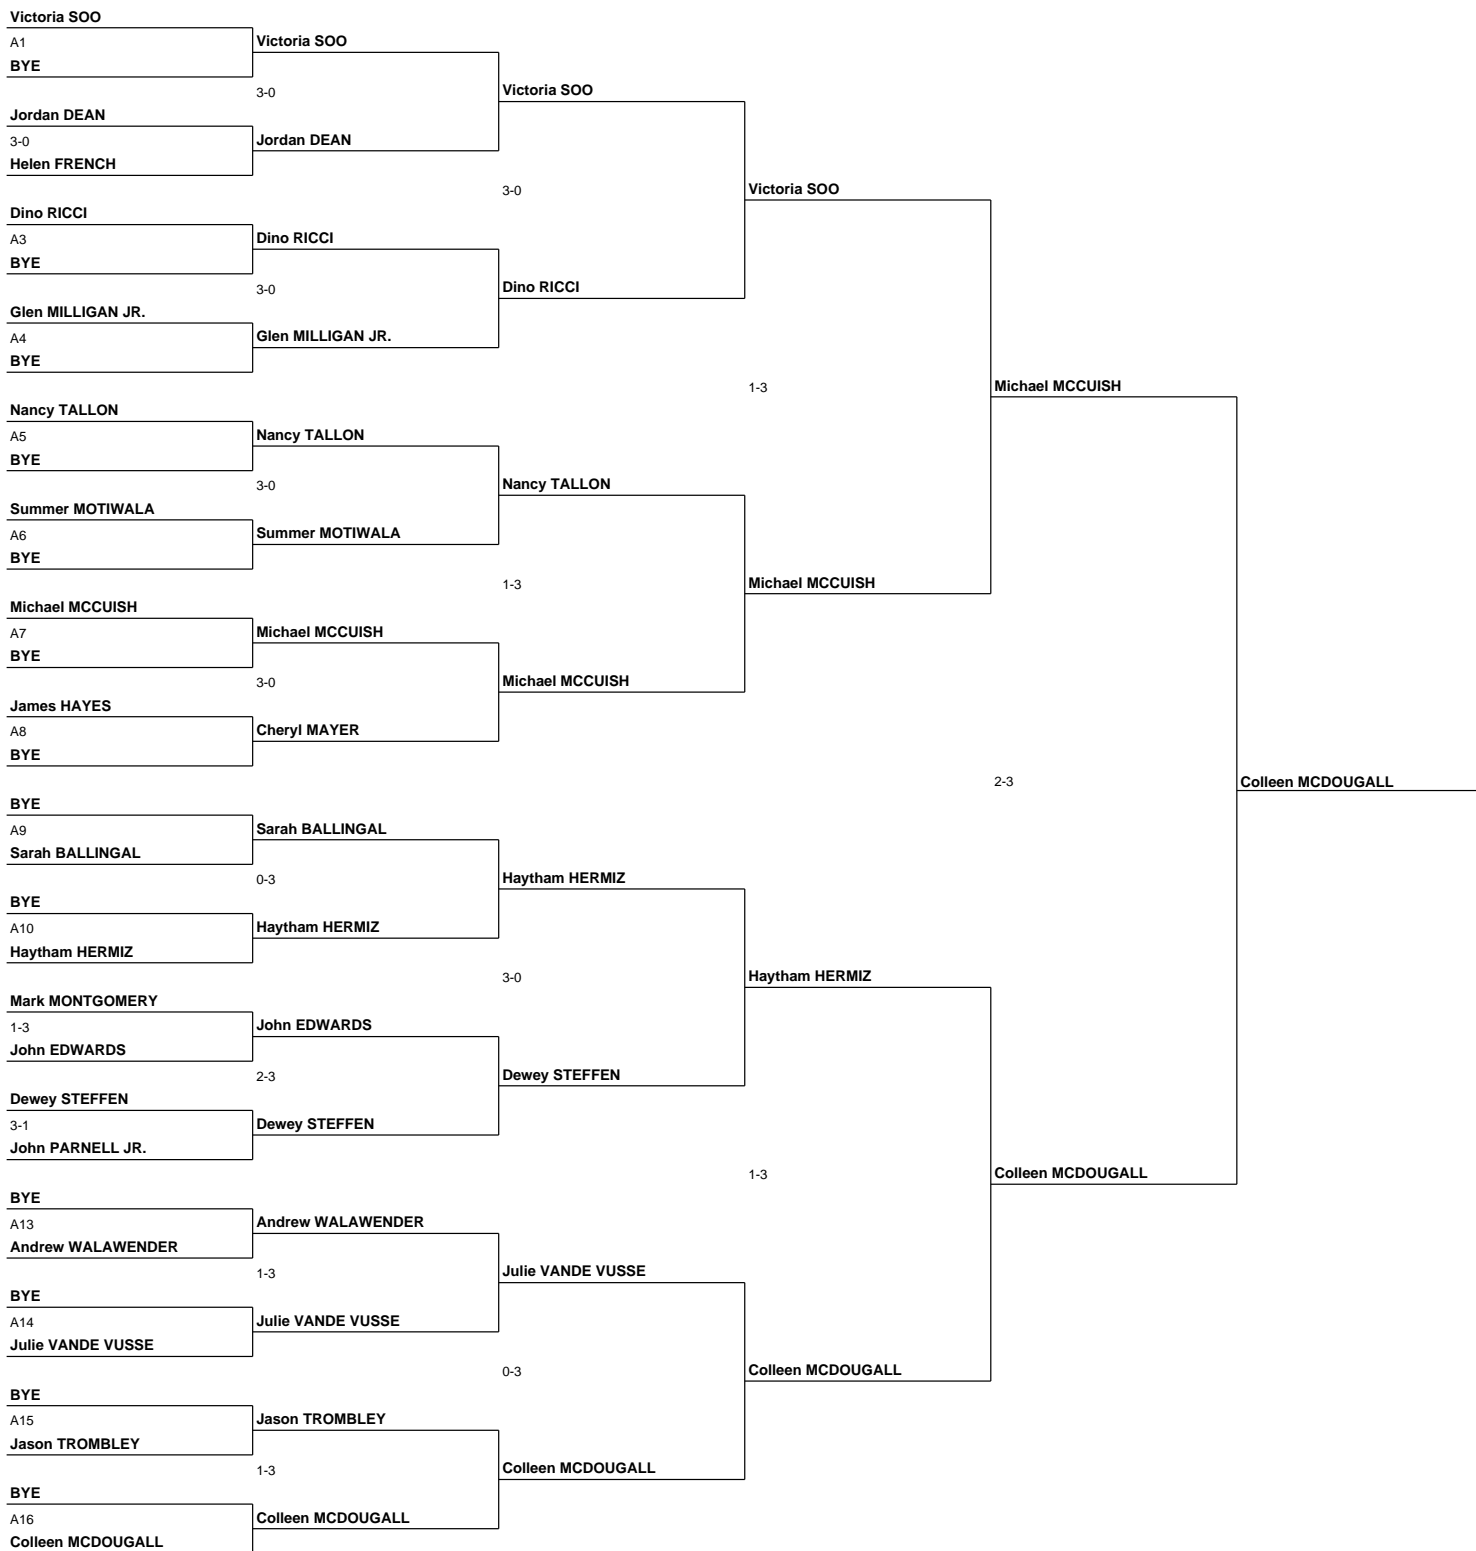 Victoria SOO
A1
BYE
Jordan DEAN
3-0
Helen FRENCH
Dino RICCI
A3
BYE
Glen MILLIGAN JR.
A4
BYE
Nancy TALLON
A5
BYE
Summer MOTIWALA
A6
BYE
Michael MCCUISH
A7
BYE
James HAYES
A8
BYE
BYE
A9
Sarah BALLINGAL
BYE
A10
Haytham HERMIZ
Mark MONTGOMERY
1-3
John EDWARDS
Dewey STEFFEN
3-1
John PARNELL JR.
BYE
A13
Andrew WALAWENDER
BYE
A14
Julie VANDE VUSSE
BYE
A15
Jason TROMBLEY
BYE
A16
Colleen MCDOUGALL
Victoria SOO
3-0
Jordan DEAN
Dino RICCI
3-0
Glen MILLIGAN JR.
Nancy TALLON
3-0
Summer MOTIWALA
Michael MCCUISH
3-0
Cheryl MAYER
Sarah BALLINGAL
0-3
Haytham HERMIZ
John EDWARDS
2-3
Dewey STEFFEN
Andrew WALAWENDER
1-3
Julie VANDE VUSSE
Jason TROMBLEY
1-3
Colleen MCDOUGALL
Victoria SOO
3-0
Dino RICCI
Nancy TALLON
1-3
Michael MCCUISH
Haytham HERMIZ
3-0
Dewey STEFFEN
Julie VANDE VUSSE
0-3
Colleen MCDOUGALL
Victoria SOO
1-3
Michael MCCUISH
Haytham HERMIZ
1-3
Colleen MCDOUGALL
Michael MCCUISH
2-3
Colleen MCDOUGALL
Colleen MCDOUGALL